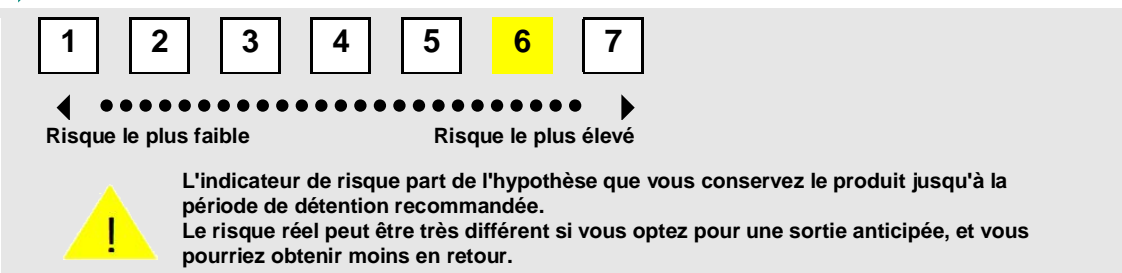 1 2 3 4 5 6 7
Risque le plus faible Risque le plus élevé
L'indicateur de risque part de l'hypothèse que vous conservez le produit jusqu'à la
période de détention recommandée.
Le risque réel peut être très différent si vous optez pour une sortie anticipée, et vous
pourriez obtenir moins en retour.
!